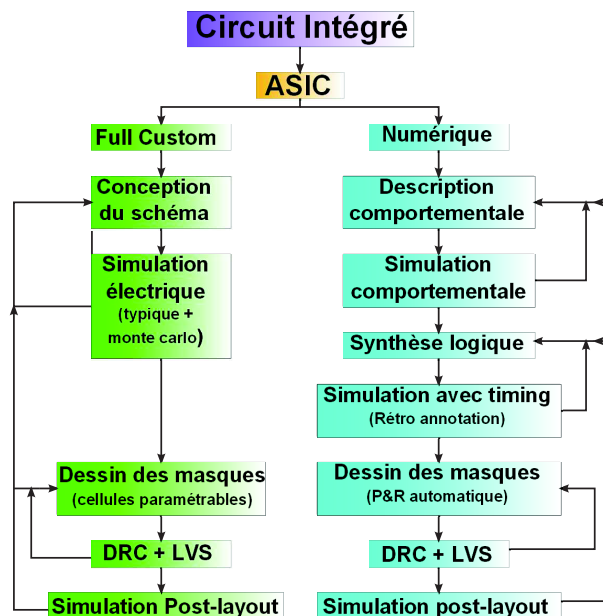 Circuit Intégré
ASIC
Full Custom
Numérique
Conception
du schéma
Description
comportementale
Simulation
électrique
(typique +
monte carlo)
Simulation
comportementale
Synthèse logique
Simulation avec timing
(Rétro annotation)
Dessin des masques
(cellules paramétrables)
Dessin des masques
(P&R automatique)
DRC + LVS
DRC + LVS
Simulation Post-layout
Simulation post-layout